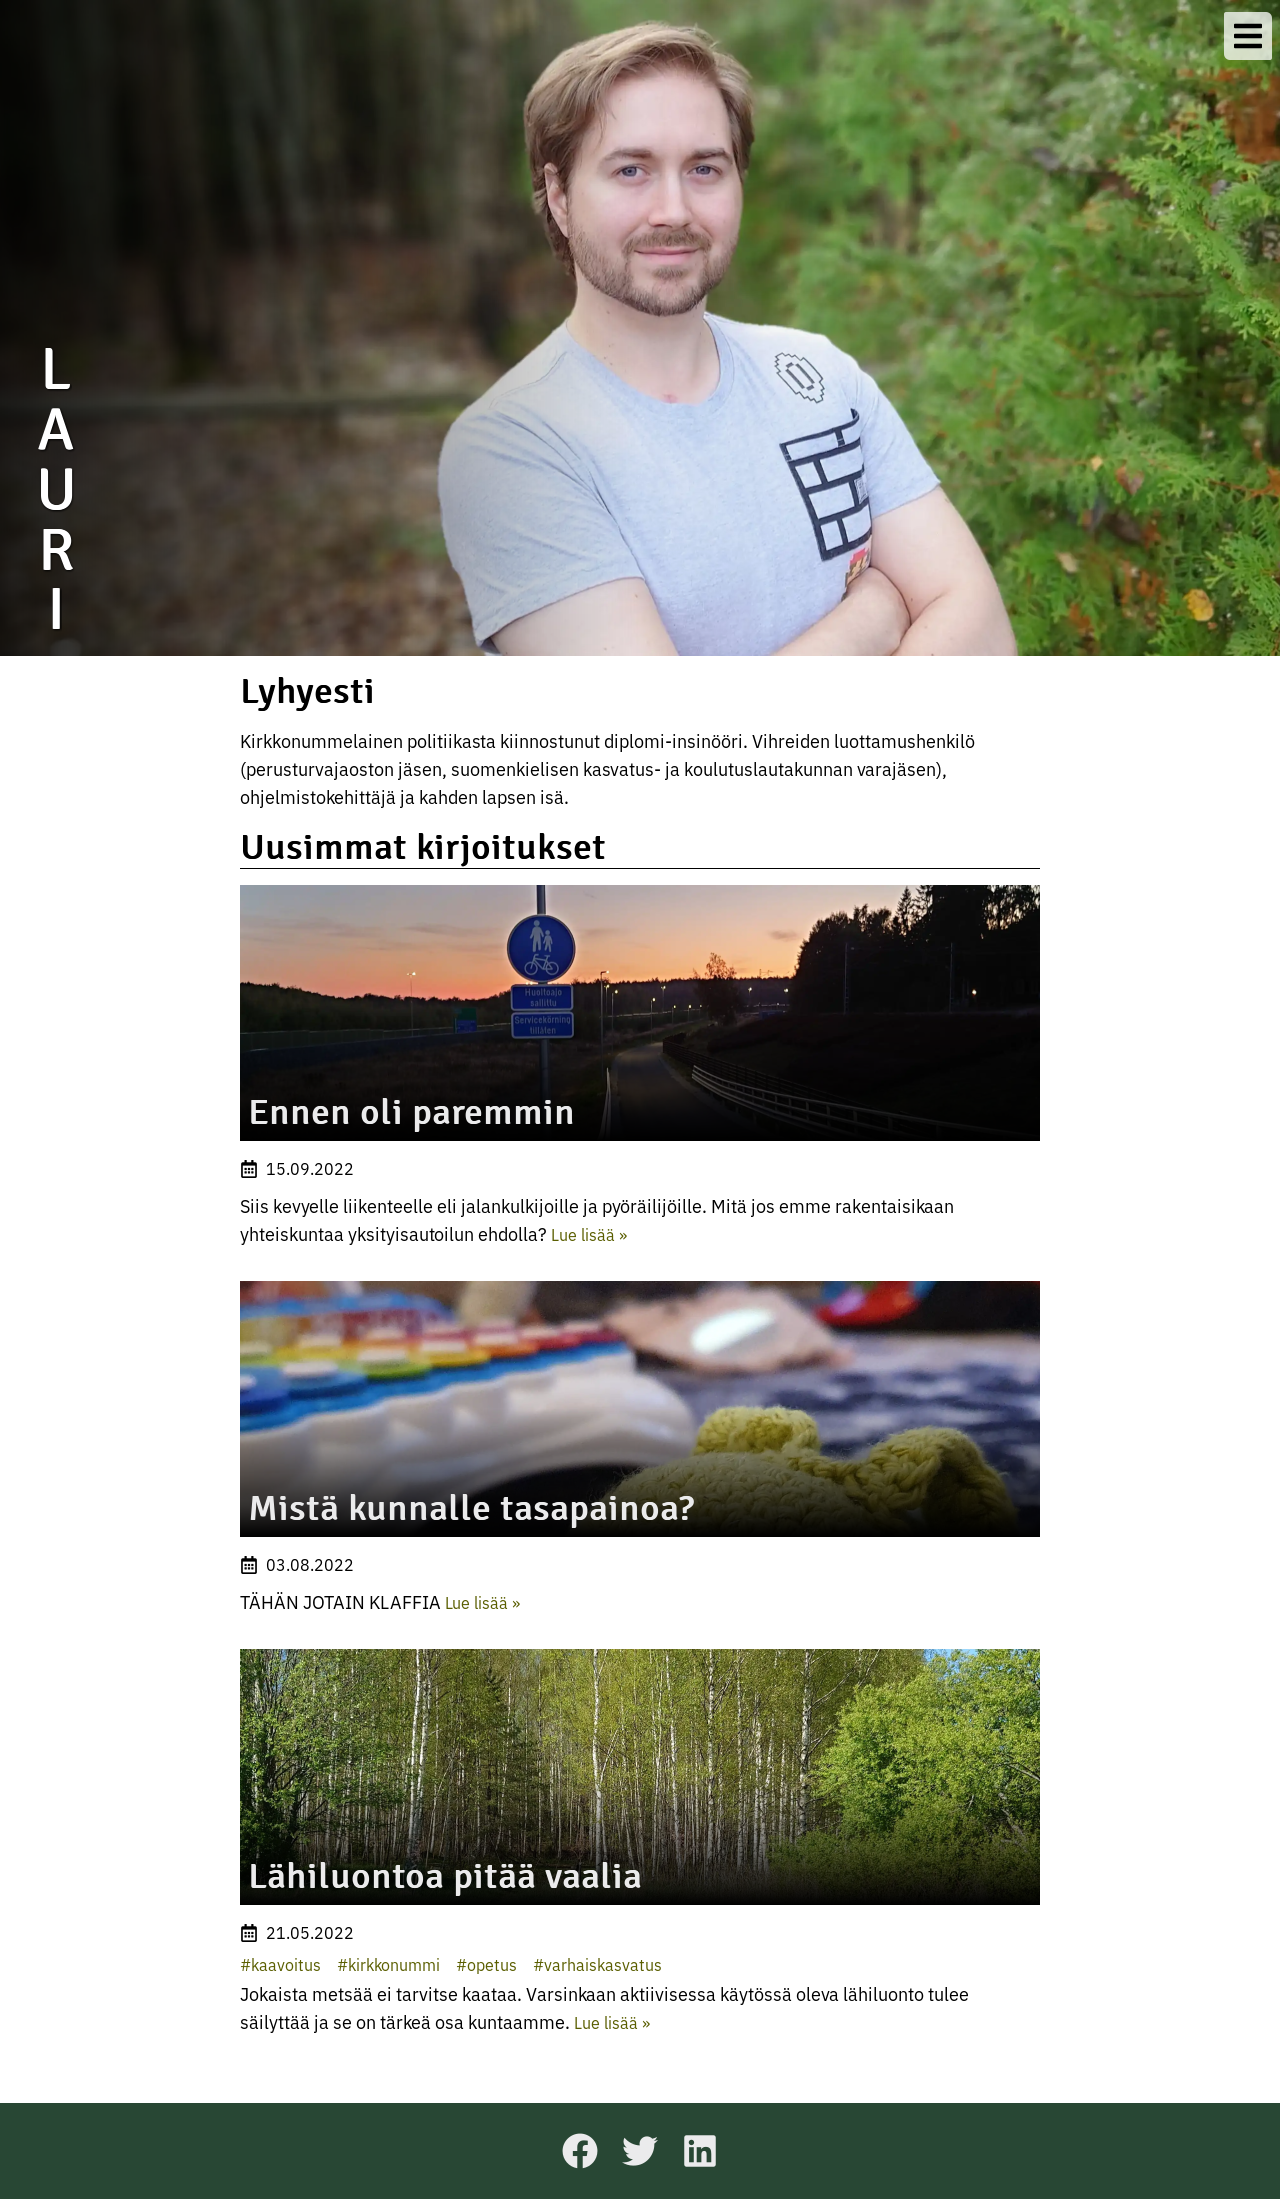 LAURI
Lyhyesti
Kirkkonummelainen politiikasta kiinnostunut diplomi-insinööri. Vihreiden luottamushenkilö
(perusturvajaoston jäsen, suomenkielisen kasvatus- ja koulutuslautakunnan varajäsen),
ohjelmistokehittäjä ja kahden lapsen isä.
Uusimmat kirjoitukset
Huoltoajo
sallittu
Servicekörning
tillåten
Ennen oli paremmin
15.09.2022
Siis kevyelle liikenteelle eli jalankulkijoille ja pyöräilijöille. Mitä jos emme rakentaisikaan
yhteiskuntaa yksityisautoilun ehdolla? Lue lisää »
Mistä kunnalle tasapainoa?
03.08.2022
TÄHÄN JOTAIN KLAFFIA Lue lisää »
Lähiluontoa pitää vaalia
21.05.2022
#kaavoitus #kirkkonummi #opetus #varhaiskasvatus
Jokaista metsää ei tarvitse kaataa. Varsinkaan aktiivisessa käytössä oleva lähiluonto tulee
säilyttää ja se on tärkeä osa kuntaamme. Lue lisää »